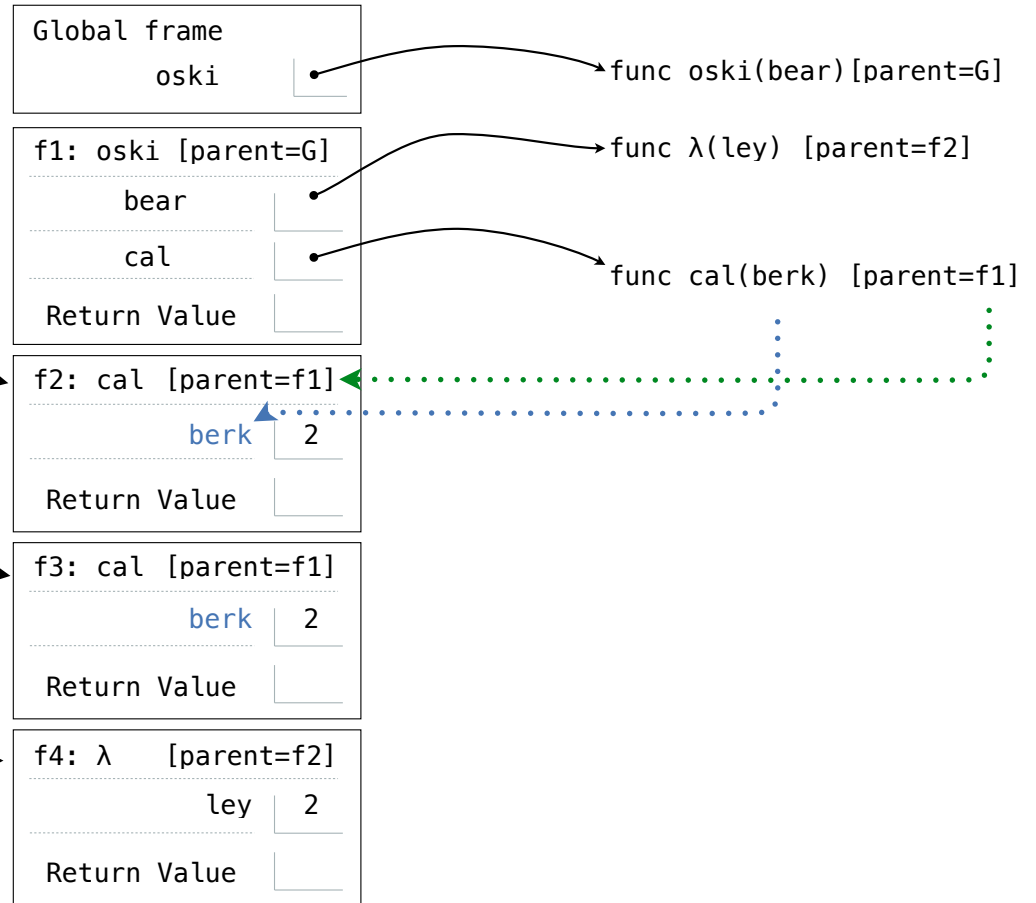 Global frame
oski
func oski(bear)[parent=G]
f1: oski [parent=G]
func λ(ley) [parent=f2]
bear
cal
func cal(berk) [parent=f1]
Return Value
f2: cal [parent=f1]
berk 2
Return Value
f3: cal [parent=f1]
berk 2
Return Value
f4: λ [parent=f2]
ley 2
Return Value